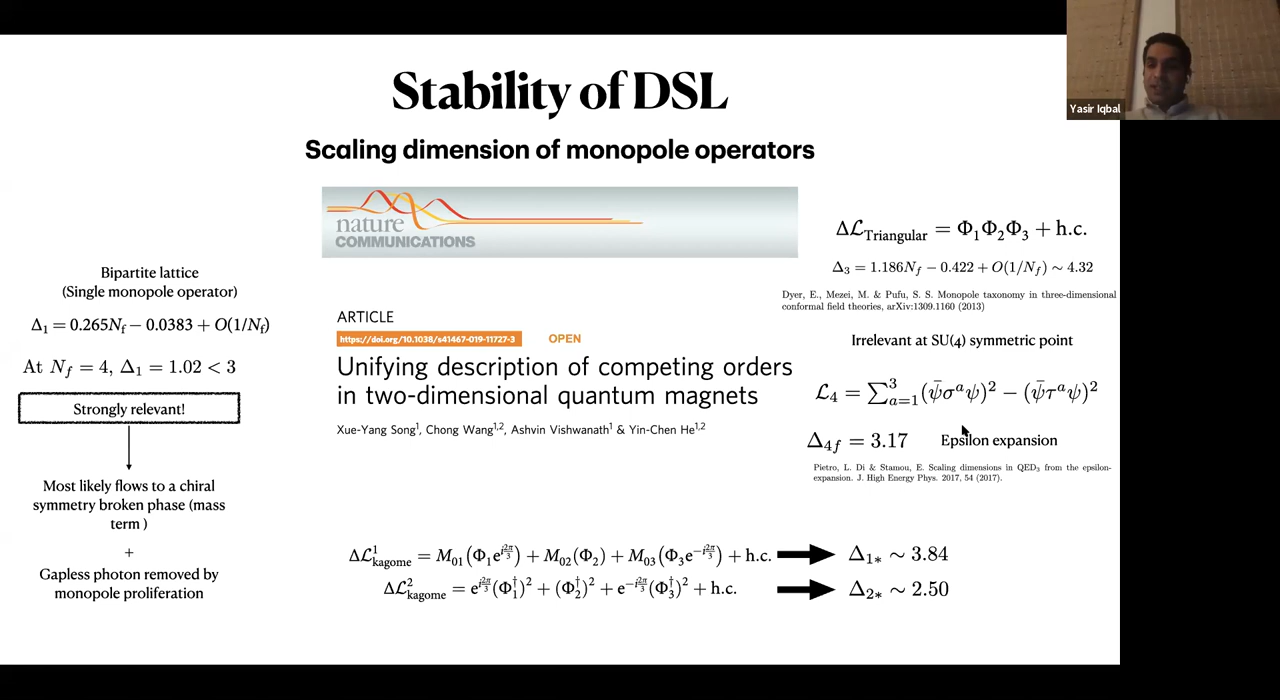 Stability of DSL
Scaling dimension of monopole operators
Yasir Iqbal
nature
COMMUNICATIONS
Bipartite lattice
(Single monopole operator)
Δ₁ = 0.265N_f − 0.0383 + O(1/N_f)
At N_f = 4, Δ₁ = 1.02 < 3
Strongly relevant!
Most likely flows to a chiral
symmetry broken phase (mass
term )
+
Gapless photon removed by
monopole proliferation
ARTICLE
https://doi.org/10.1038/s41467-019-11727-3
OPEN
Unifying description of competing orders
in two-dimensional quantum magnets
Xue-Yang Song¹, Chong Wang¹,², Ashvin Vishwanath¹ & Yin-Chen He¹,²
Δℒ_Triangular = Φ₁Φ₂Φ₃ + h.c.
Δ₃ = 1.186N_f − 0.422 + O(1/N_f) ∼ 4.32
Dyer, E., Mezei, M. & Pufu, S. S. Monopole taxonomy in three-dimensional
conformal field theories, arXiv:1309.1160 (2013)
Irrelevant at SU(4) symmetric point
ℒ₄ = ∑³ₐ₌₁(ψ̄σᵃψ)² − (ψ̄τᵃψ)²
Δ₄f = 3.17 Epsilon expansion
Pietro, L. Di & Stamou, E. Scaling dimensions in QED₃ from the epsilon-
expansion. J. High Energy Phys. 2017, 54 (2017).
Δℒ¹_kagome = M₀₁(Φ₁e^{i2π/3}) + M₀₂(Φ₂) + M₀₃(Φ₃e^{−i2π/3}) + h.c. Δ₁* ∼ 3.84
Δℒ²_kagome = e^{i2π/3}(Φ₁†)² + (Φ₂†)² + e^{−i2π/3}(Φ₃†)² + h.c. Δ₂* ∼ 2.50